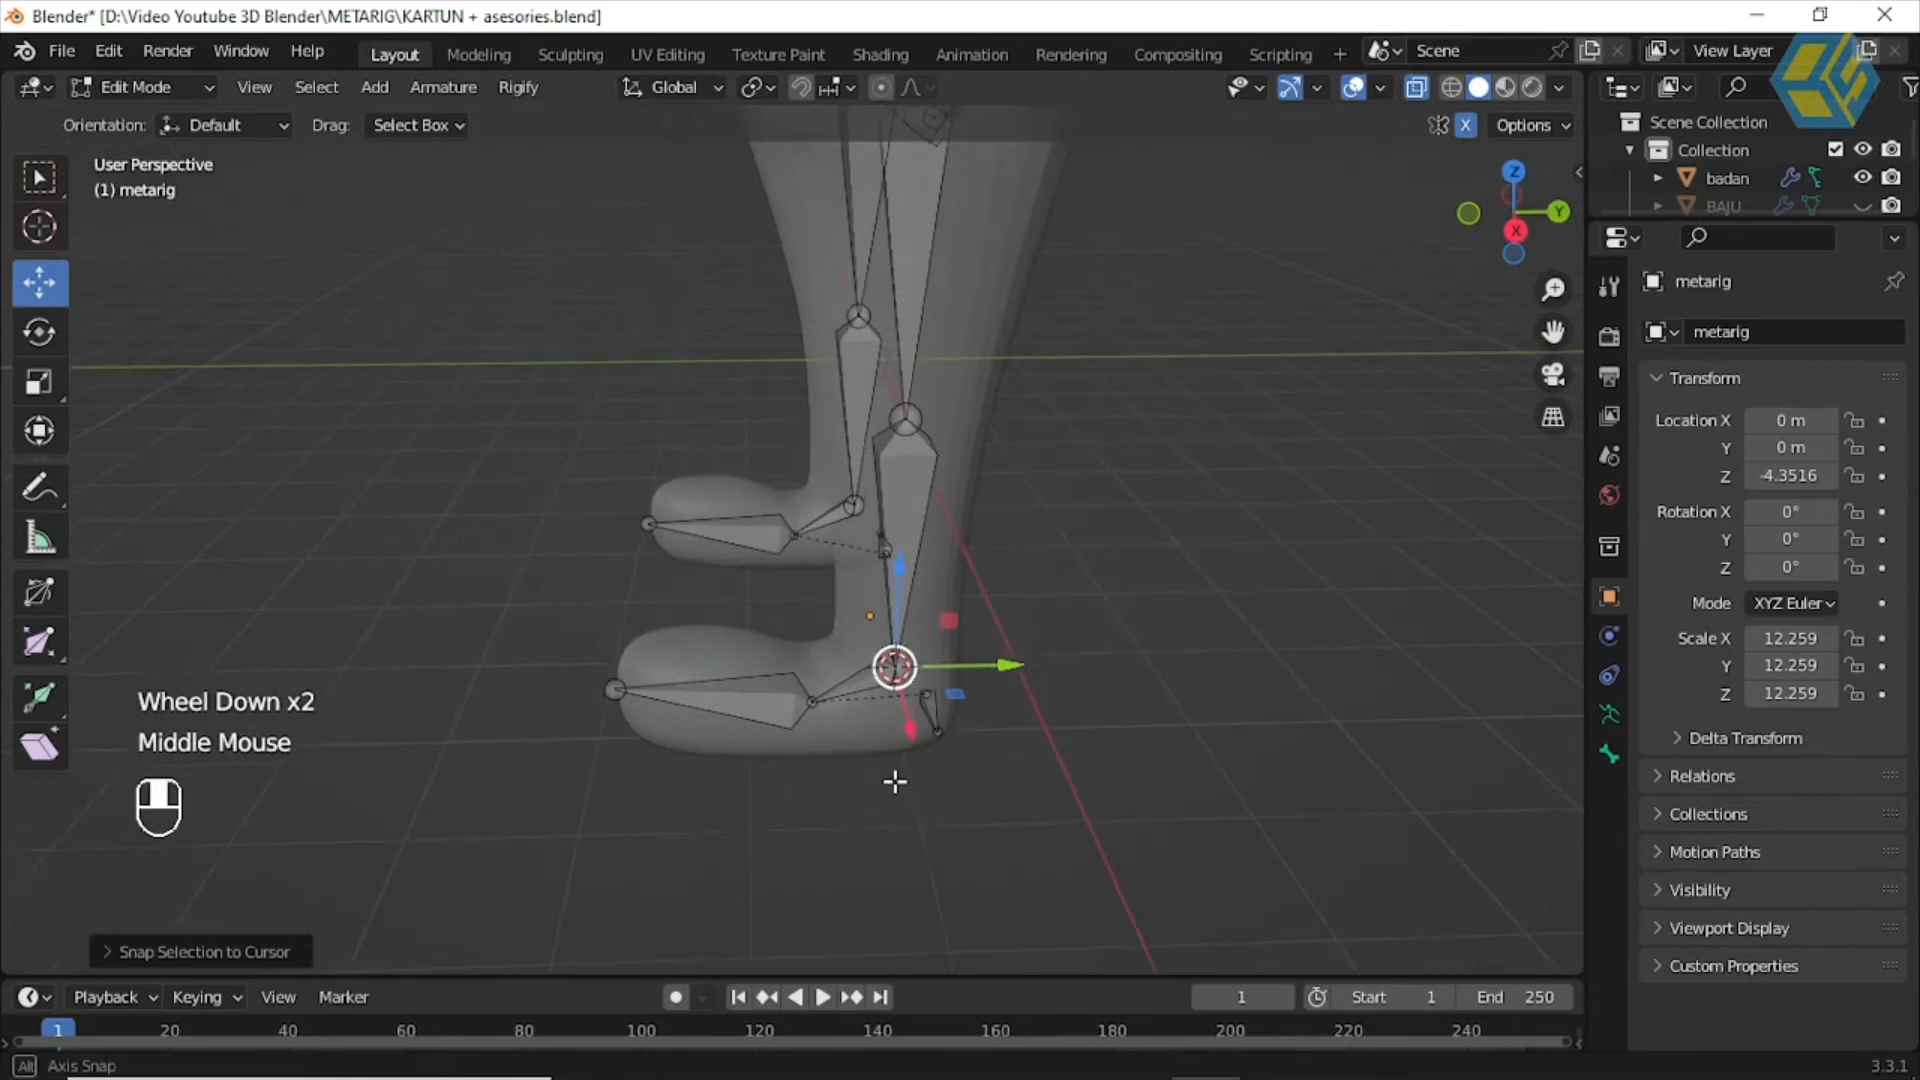 Blender* [D:\Video Youtube 3D Blender\METARIG\KARTUN + asesories.blend]
File Edit Render Window Help
Layout Modeling Sculpting UV Editing Texture Paint Shading Animation Rendering Compositing Scripting +
Scene
View Layer
Edit Mode View Select Add Armature Rigify
Global
Orientation: Default Drag: Select Box
X Options
Scene Collection
Collection
badan
BAJU
User Perspective
(1) metarig
Z
Y
X
metarig
metarig
Transform
Location X 0 m
Y 0 m
Z -4.3516
Rotation X 0°
Y 0°
Z 0°
Mode XYZ Euler
Scale X 12.259
Y 12.259
Z 12.259
Delta Transform
Relations
Collections
Motion Paths
Visibility
Viewport Display
Custom Properties
Wheel Down x2
Middle Mouse
Snap Selection to Cursor
Playback Keying View Marker
1 Start 1 End 250
1 20 40 60 80 100 120 140 160 180 200 220 240
Alt Axis Snap
3.3.1